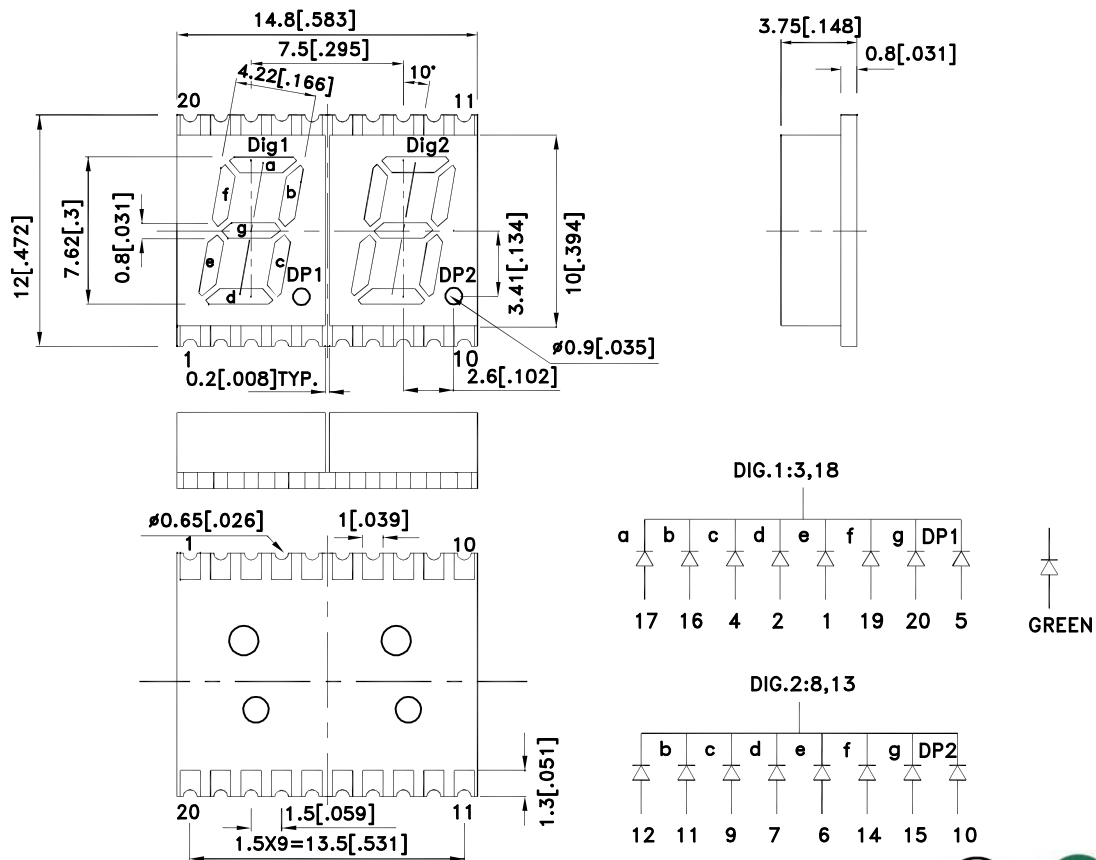 14.8[.583]
7.5[.295]
4.22[.166]
10°
20 11
Dig1 Dig2
a
f b
g
e c
d
DP1 DP2
12[.472]
7.62[.3]
0.8[.031]
3.41[.134]
10[.394]
1 10
ø0.9[.035]
0.2[.008]TYP.
2.6[.102]
3.75[.148]
0.8[.031]
ø0.65[.026]
1[.039]
1 10
20 11
1.5[.059]
1.5X9=13.5[.531]
1.3[.051]
DIG.1:3,18
a b c d e f g DP1
17 16 4 2 1 19 20 5
GREEN
DIG.2:8,13
b c d e f g DP2
12 11 9 7 6 14 15 10